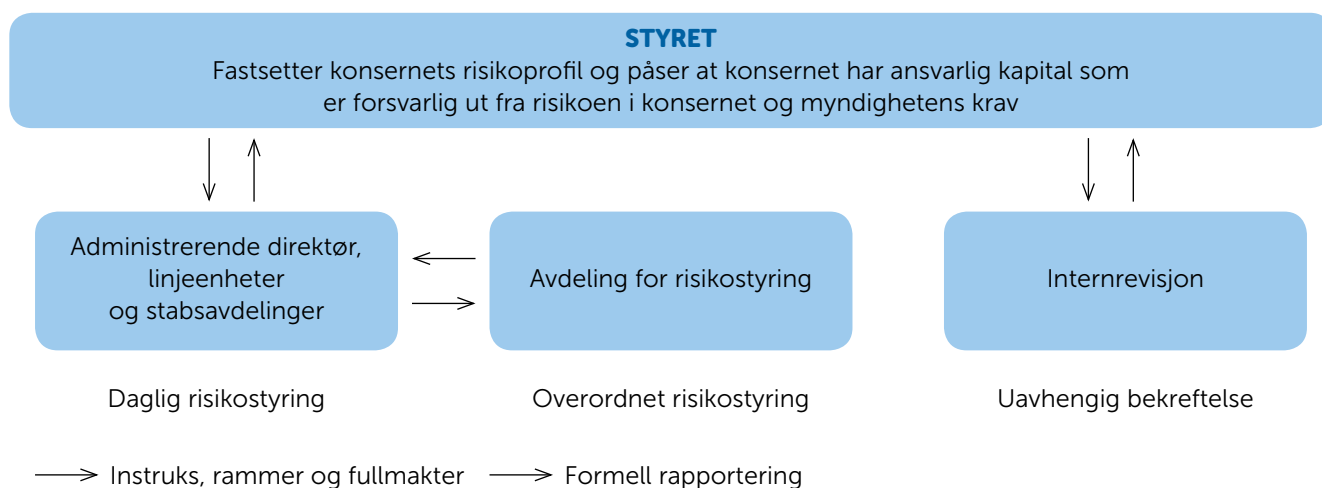 STYRET
Fastsetter konsernets risikoprofil og påser at konsernet har ansvarlig kapital som
er forsvarlig ut fra risikoen i konsernet og myndighetens krav
Administrerende direktør,
linjeenheter
og stabsavdelinger
Avdeling for risikostyring
Internrevisjon
Daglig risikostyring
Overordnet risikostyring
Uavhengig bekreftelse
Instruks, rammer og fullmakter
Formell rapportering